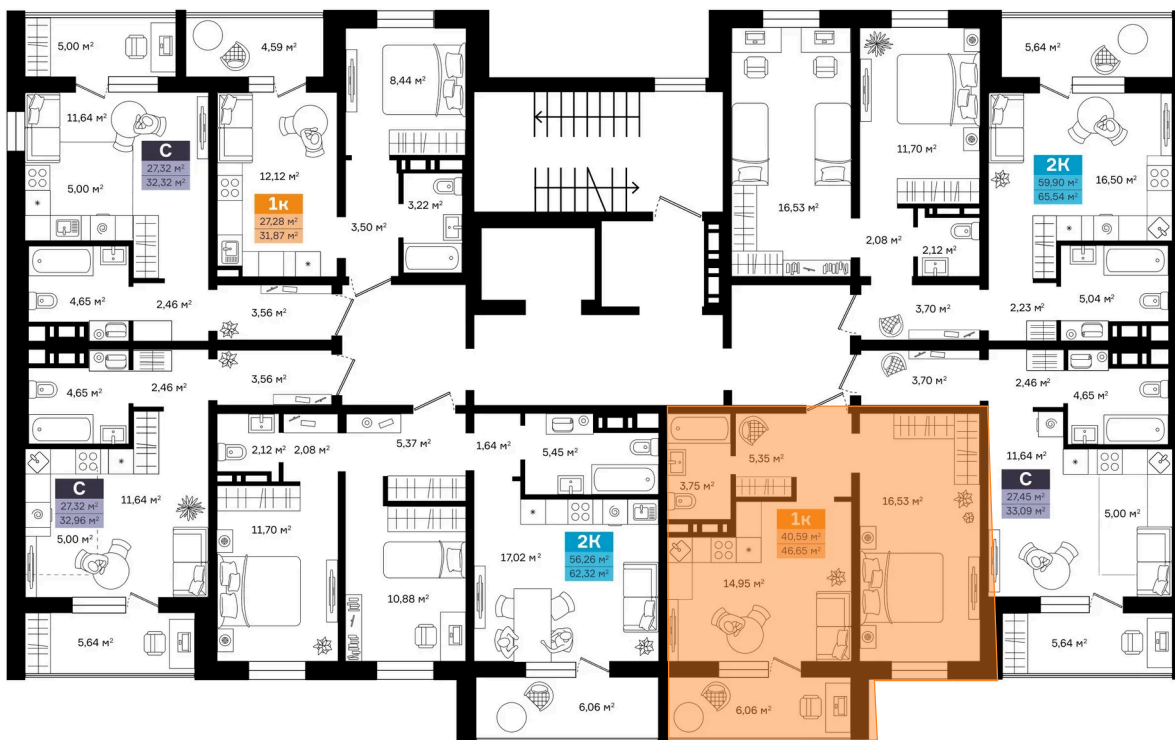 5,00 м²
4,59 м²
8,44 м²
5,64 м²
11,64 м²
С
27,32 м²
32,32 м²
5,00 м²
12,12 м²
1к
27,28 м²
31,87 м²
3,50 м²
3,22 м²
16,53 м²
11,70 м²
2К
59,90 м²
65,54 м²
16,50 м²
2,08 м²
2,12 м²
4,65 м²
2,46 м²
3,56 м²
3,70 м²
2,23 м²
5,04 м²
4,65 м²
2,46 м²
3,56 м²
3,70 м²
2,46 м²
4,65 м²
2,12 м²
2,08 м²
5,37 м²
1,64 м²
5,45 м²
3,75 м²
5,35 м²
16,53 м²
11,64 м²
С
27,45 м²
33,09 м²
5,00 м²
С
27,32 м²
32,96 м²
11,64 м²
5,00 м²
11,70 м²
10,88 м²
17,02 м²
2К
56,26 м²
62,32 м²
1к
40,59 м²
46,65 м²
14,95 м²
5,64 м²
6,06 м²
6,06 м²
5,64 м²